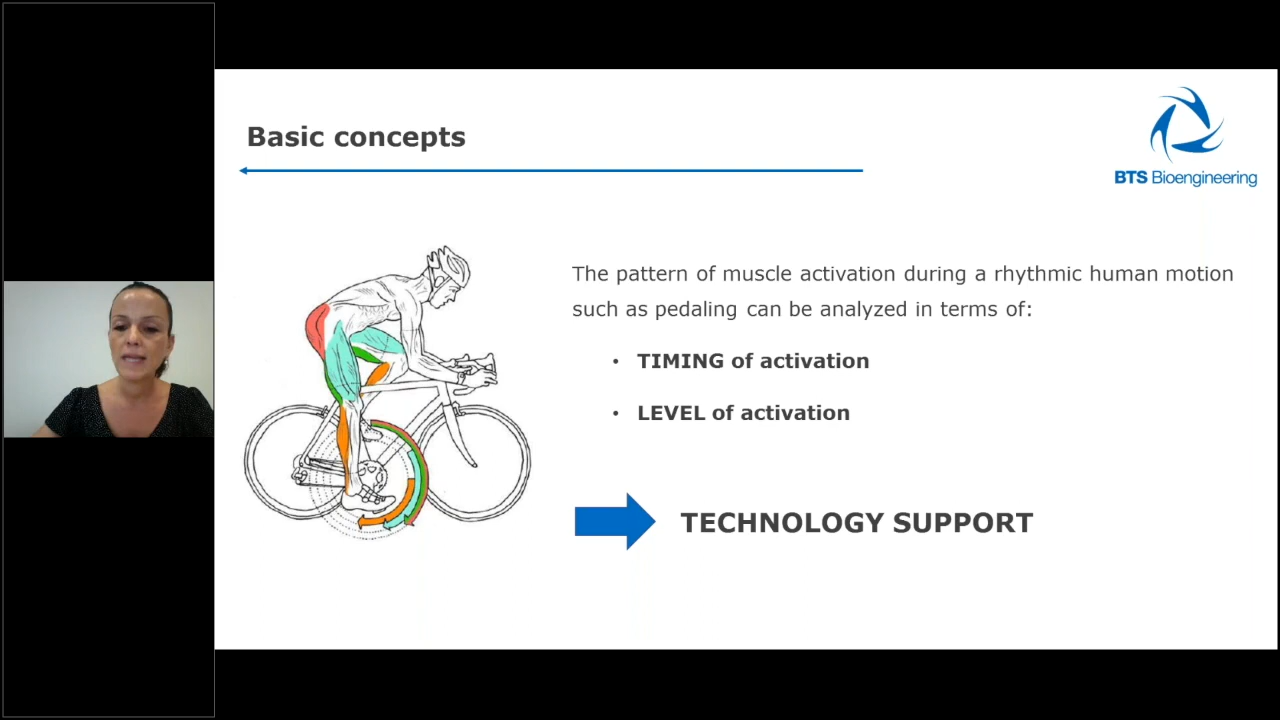 Basic concepts
BTS Bioengineering
The pattern of muscle activation during a rhythmic human motion
such as pedaling can be analyzed in terms of:
• TIMING of activation
• LEVEL of activation
TECHNOLOGY SUPPORT